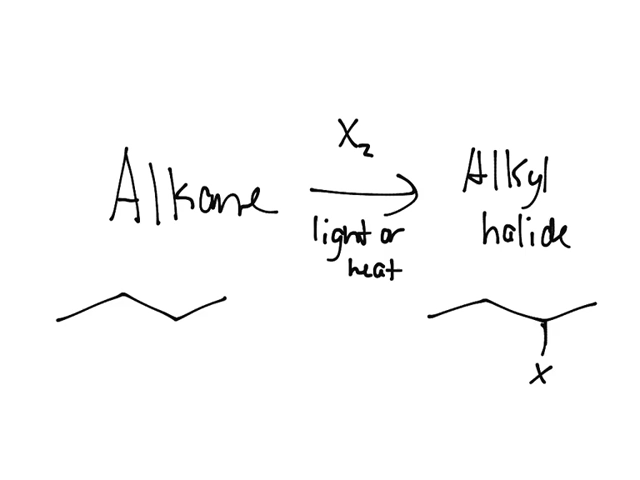 Alkane
X₂
light or
heat
Alkyl
halide
X